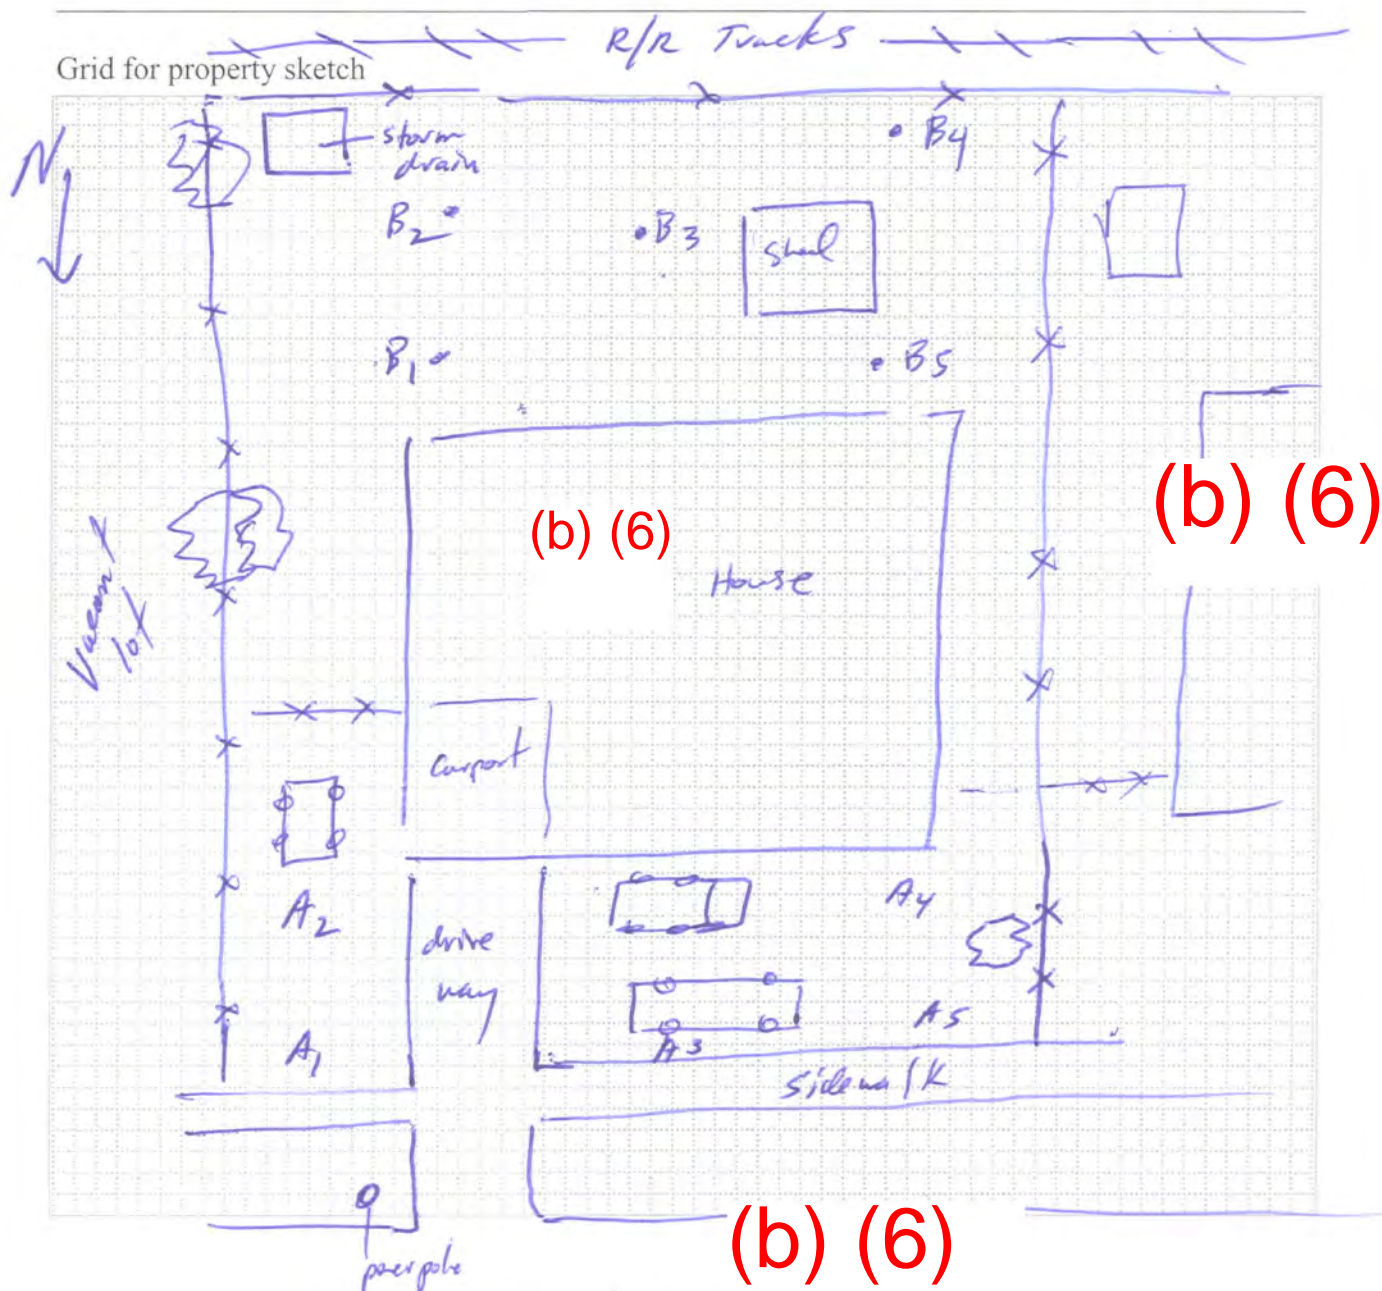 R/R Tracks
Grid for property sketch
N
storm
drain
B4
B2
B3
shed
B1
B5
(b) (6)
(b) (6)
House
Vacant
lot
Carport
A2
A4
drive
way
A5
A1
A3
Sidewalk
(b) (6)
power pole